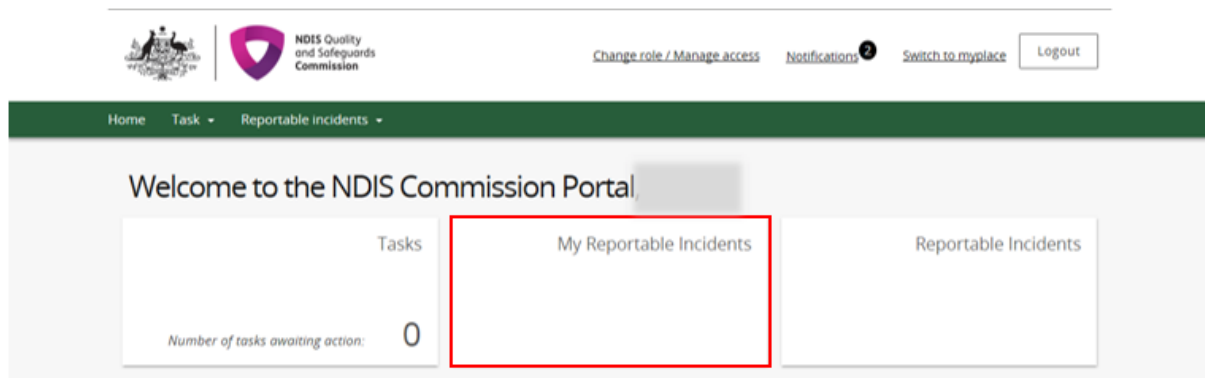 NDIS Quality
and Safeguards
Commission
Change role / Manage access Notifications 2 Switch to myplace Logout
Home Task Reportable incidents
Welcome to the NDIS Commission Portal,
Tasks My Reportable Incidents Reportable Incidents
Number of tasks awaiting action: 0